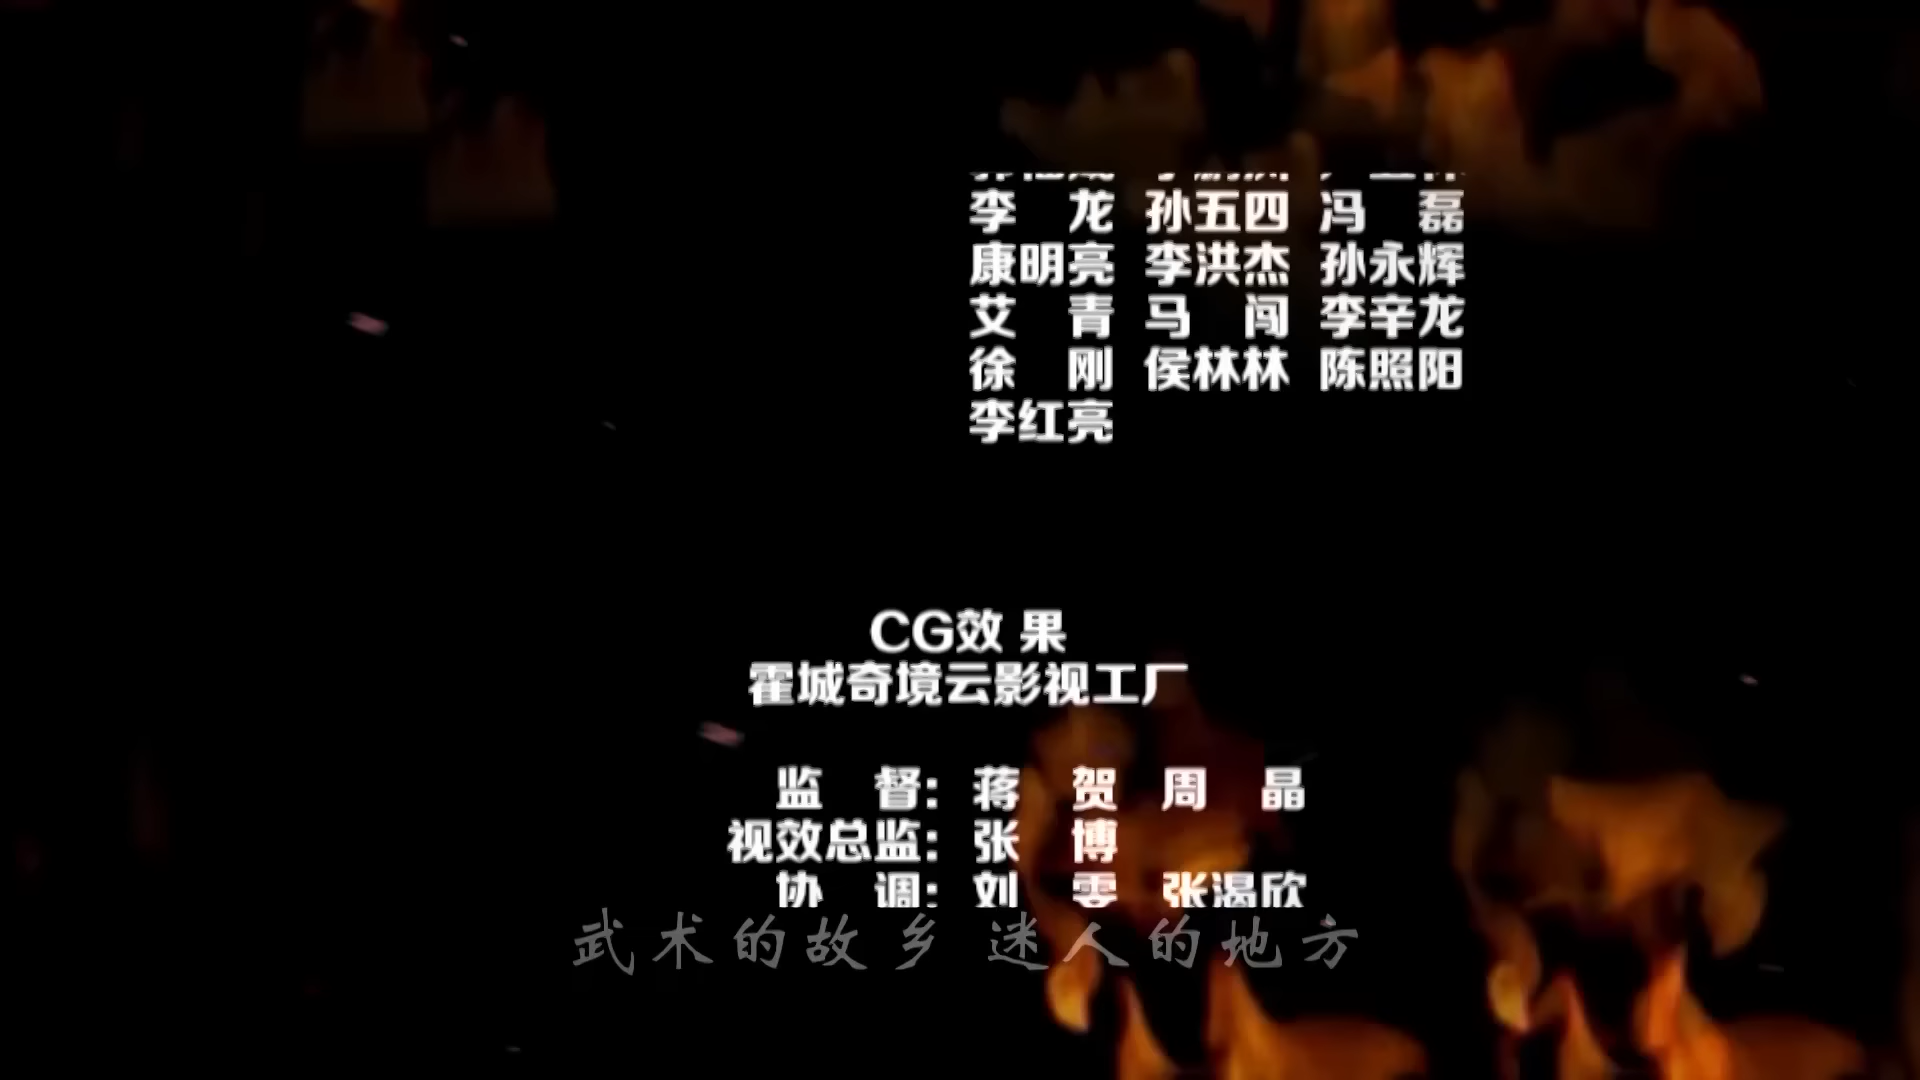 李 龙 孙五四 冯 磊
康明亮 李洪杰 孙永辉
艾 青 马 闯 李辛龙
徐 刚 侯林林 陈照阳
李红亮
CG效 果
霍城奇境云影视工厂
监 督: 蒋 贺 周 晶
视效总监: 张 博
协 调: 刘 雯 张渴欣
武术的故乡 迷人的地方